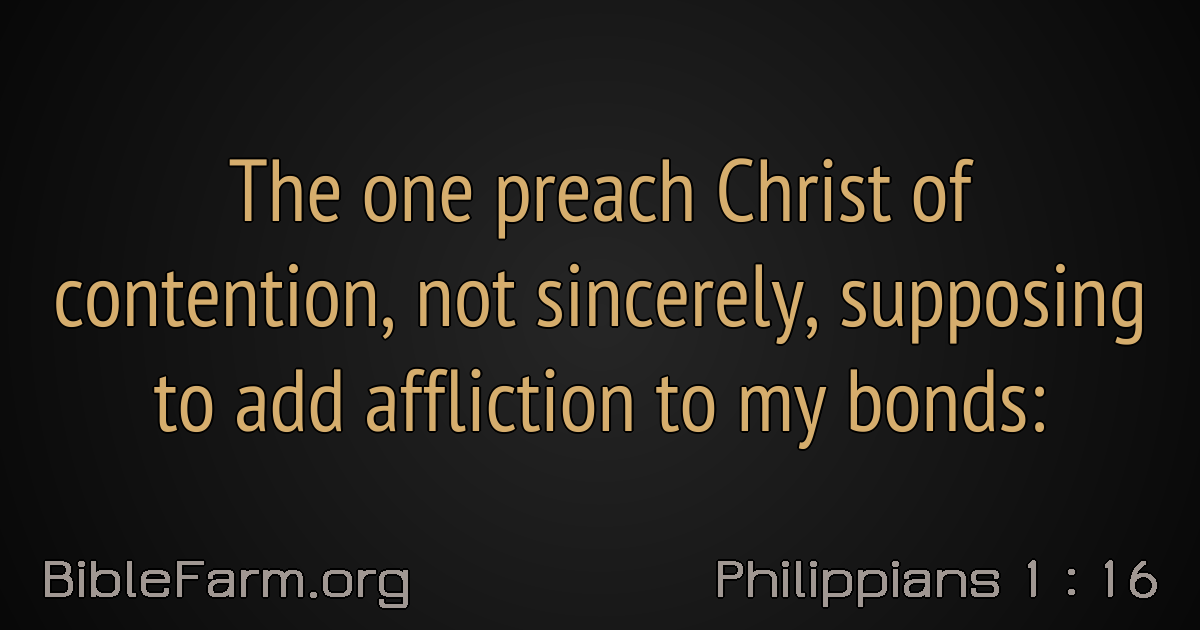 The one preach Christ of
contention, not sincerely, supposing
to add affliction to my bonds:
BibleFarm.org
Philippians 1 : 16